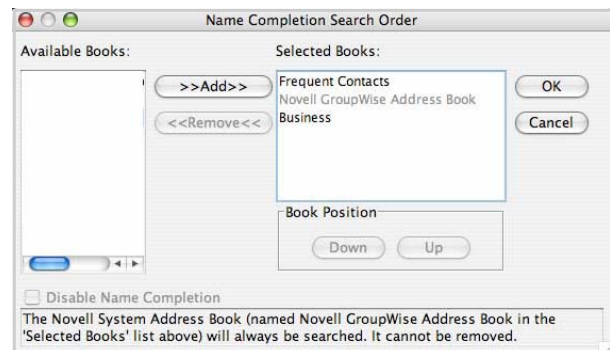 Name Completion Search Order
Available Books:
Selected Books:
>>Add>>
<<Remove<<
Frequent Contacts
Novell GroupWise Address Book
Business
OK
Cancel
Book Position
Down
Up
Disable Name Completion
The Novell System Address Book (named Novell GroupWise Address Book in the
'Selected Books' list above) will always be searched. It cannot be removed.